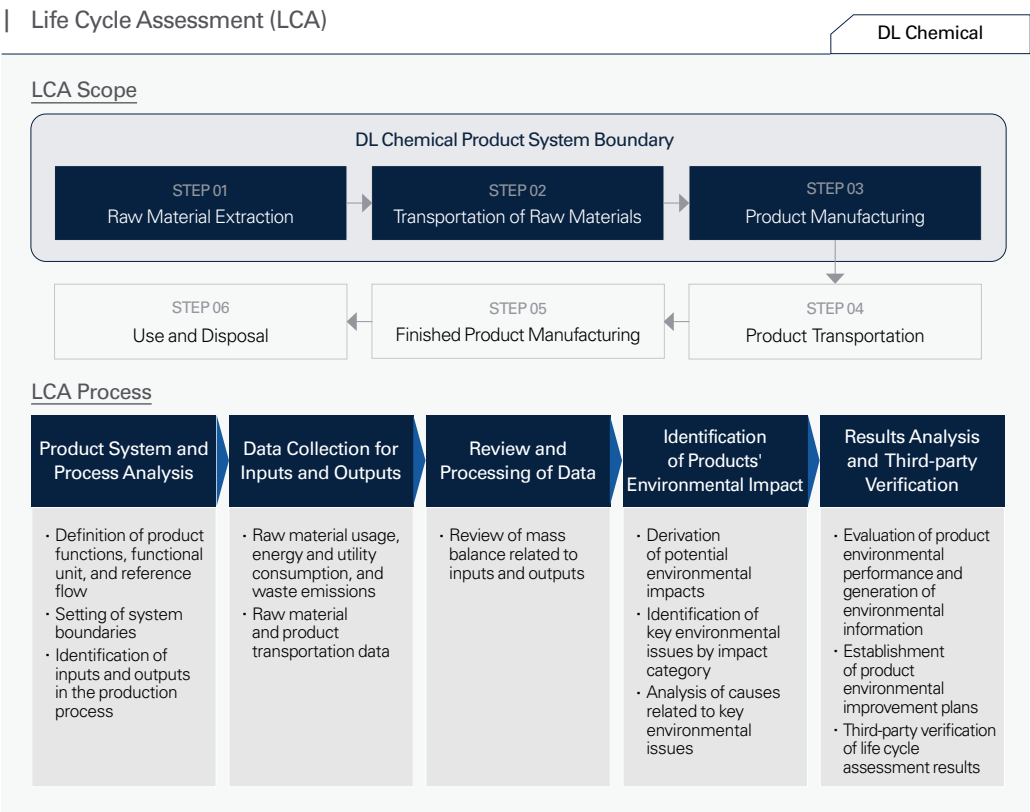 Life Cycle Assessment (LCA)
DL Chemical
LCA Scope
DL Chemical Product System Boundary
STEP 01
Raw Material Extraction
STEP 02
Transportation of Raw Materials
STEP 03
Product Manufacturing
STEP 06
Use and Disposal
STEP 05
Finished Product Manufacturing
STEP 04
Product Transportation
LCA Process
Product System and
Process Analysis
· Definition of product
functions, functional
unit, and reference
flow
· Setting of system
boundaries
· Identification of
inputs and outputs
in the production
process
Data Collection for
Inputs and Outputs
· Raw material usage,
energy and utility
consumption, and
waste emissions
· Raw material
and product
transportation data
Review and
Processing of Data
· Review of mass
balance related to
inputs and outputs
Identification
of Products'
Environmental Impact
· Derivation
of potential
environmental
impacts
· Identification of
key environmental
issues by impact
category
· Analysis of causes
related to key
environmental
issues
Results Analysis
and Third-party
Verification
· Evaluation of product
environmental
performance and
generation of
environmental
information
· Establishment
of product
environmental
improvement plans
· Third-party verification
of life cycle
assessment results